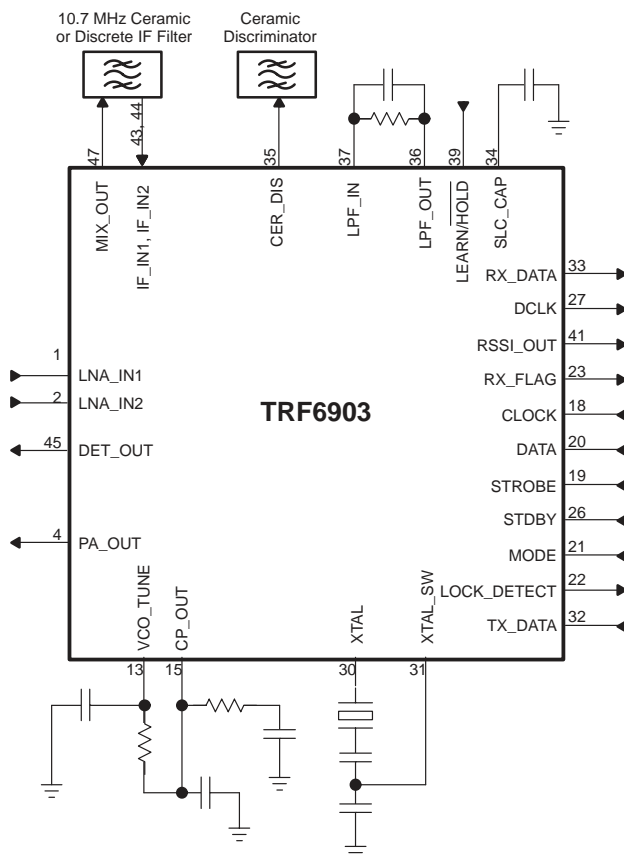 10.7 MHz Ceramic
or Discrete IF Filter
Ceramic
Discriminator
47
43, 44
35
37
36
39
34
MIX_OUT
IF_IN1, IF_IN2
CER_DIS
LPF_IN
LPF_OUT
LEARN/HOLD
SLC_CAP
RX_DATA 33
DCLK 27
RSSI_OUT 41
RX_FLAG 23
CLOCK 18
DATA 20
STROBE 19
STDBY 26
MODE 21
LOCK_DETECT 22
TX_DATA 32
1 LNA_IN1
2 LNA_IN2
45 DET_OUT
4 PA_OUT
TRF6903
VCO_TUNE
CP_OUT
XTAL
XTAL_SW
13
15
30
31